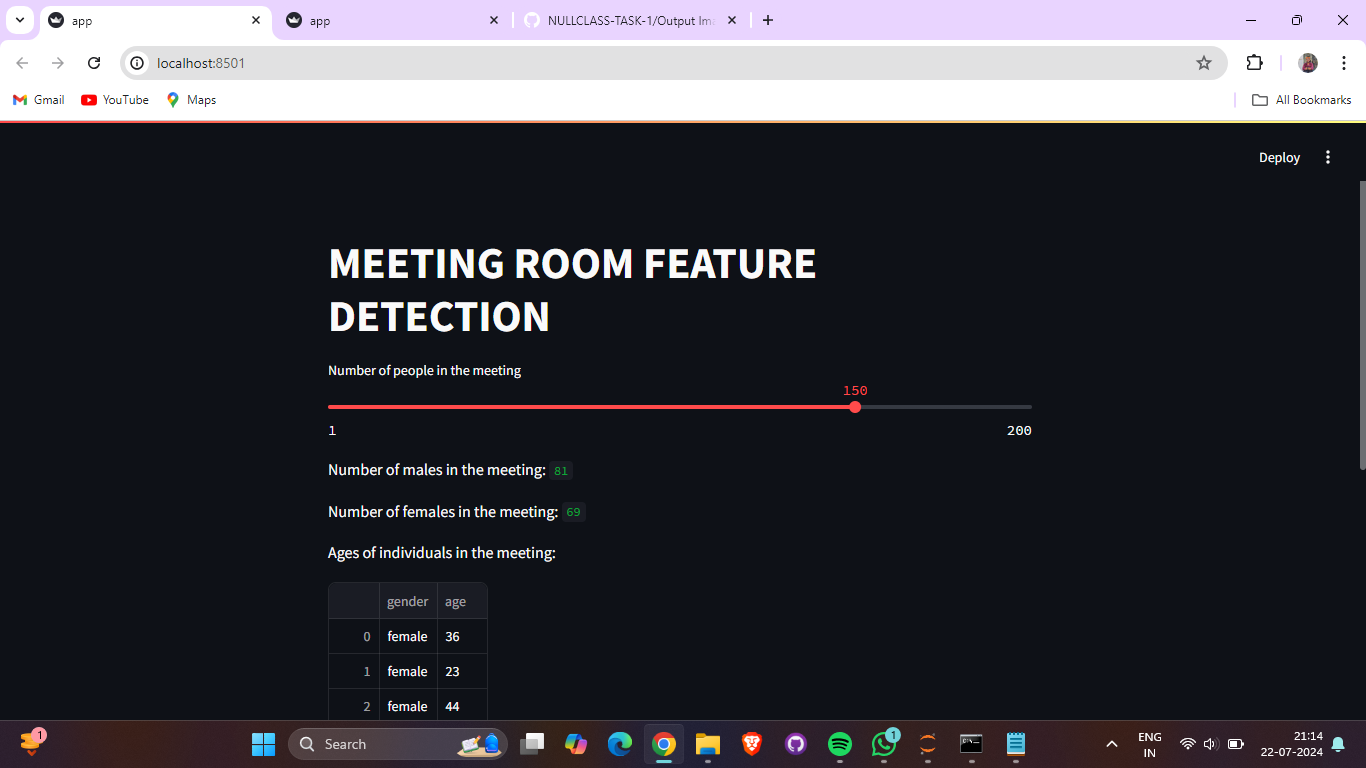 app
app
NULLCLASS-TASK-1/Output Im
localhost:8501
Gmail
YouTube
Maps
All Bookmarks
Deploy
MEETING ROOM FEATURE
DETECTION
Number of people in the meeting
150
1
200
Number of males in the meeting: 81
Number of females in the meeting: 69
Ages of individuals in the meeting:
gender age
0 female 36
1 female 23
2 female 44
1
Search
1
ENG
IN
21:14
22-07-2024